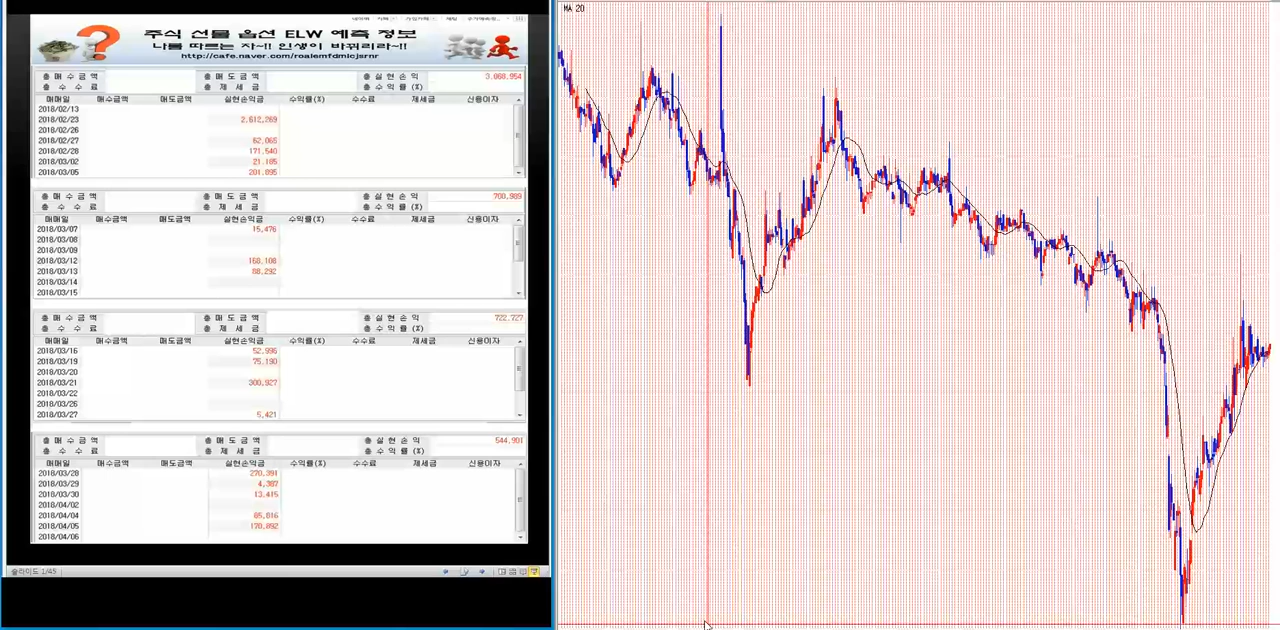 주식 선물 옵션 ELW 예측 정보
나를 따르는 자~!! 인생이 바뀌리라~!!
http://cafe.naver.com/roalemfdmlcjsrnr
총 매 수 금 액 총 매 도 금 액 총 실 현 손 익 3,068,954
총 수 수 료 총 제 세 금 총 수 익 률 (%)
매매일 매수금액 매도금액 실현손익금 수익률(%) 수수료 제세금 신용이자
2018/02/13
2018/02/23 2,612,269
2018/02/26
2018/02/27 62,065
2018/02/28 171,540
2018/03/02 21,185
2018/03/05 201,895
총 매 수 금 액 총 매 도 금 액 총 실 현 손 익 700,989
총 수 수 료 총 제 세 금 총 수 익 률 (%)
매매일 매수금액 매도금액 실현손익금 수익률(%) 수수료 제세금 신용이자
2018/03/07 15,476
2018/03/08
2018/03/09
2018/03/12 168,108
2018/03/13 88,292
2018/03/14
2018/03/15
총 매 수 금 액 총 매 도 금 액 총 실 현 손 익 722,727
총 수 수 료 총 제 세 금 총 수 익 률 (%)
매매일 매수금액 매도금액 실현손익금 수익률(%) 수수료 제세금 신용이자
2018/03/16 52,996
2018/03/19 75,190
2018/03/20
2018/03/21 300,927
2018/03/22
2018/03/26
2018/03/27 5,421
총 매 수 금 액 총 매 도 금 액 총 실 현 손 익 544,901
총 수 수 료 총 제 세 금 총 수 익 률 (%)
매매일 매수금액 매도금액 실현손익금 수익률(%) 수수료 제세금 신용이자
2018/03/28 270,391
2018/03/29 4,387
2018/03/30 13,415
2018/04/02
2018/04/04 85,816
2018/04/05 170,892
2018/04/06
슬라이드 1/45
MA 20